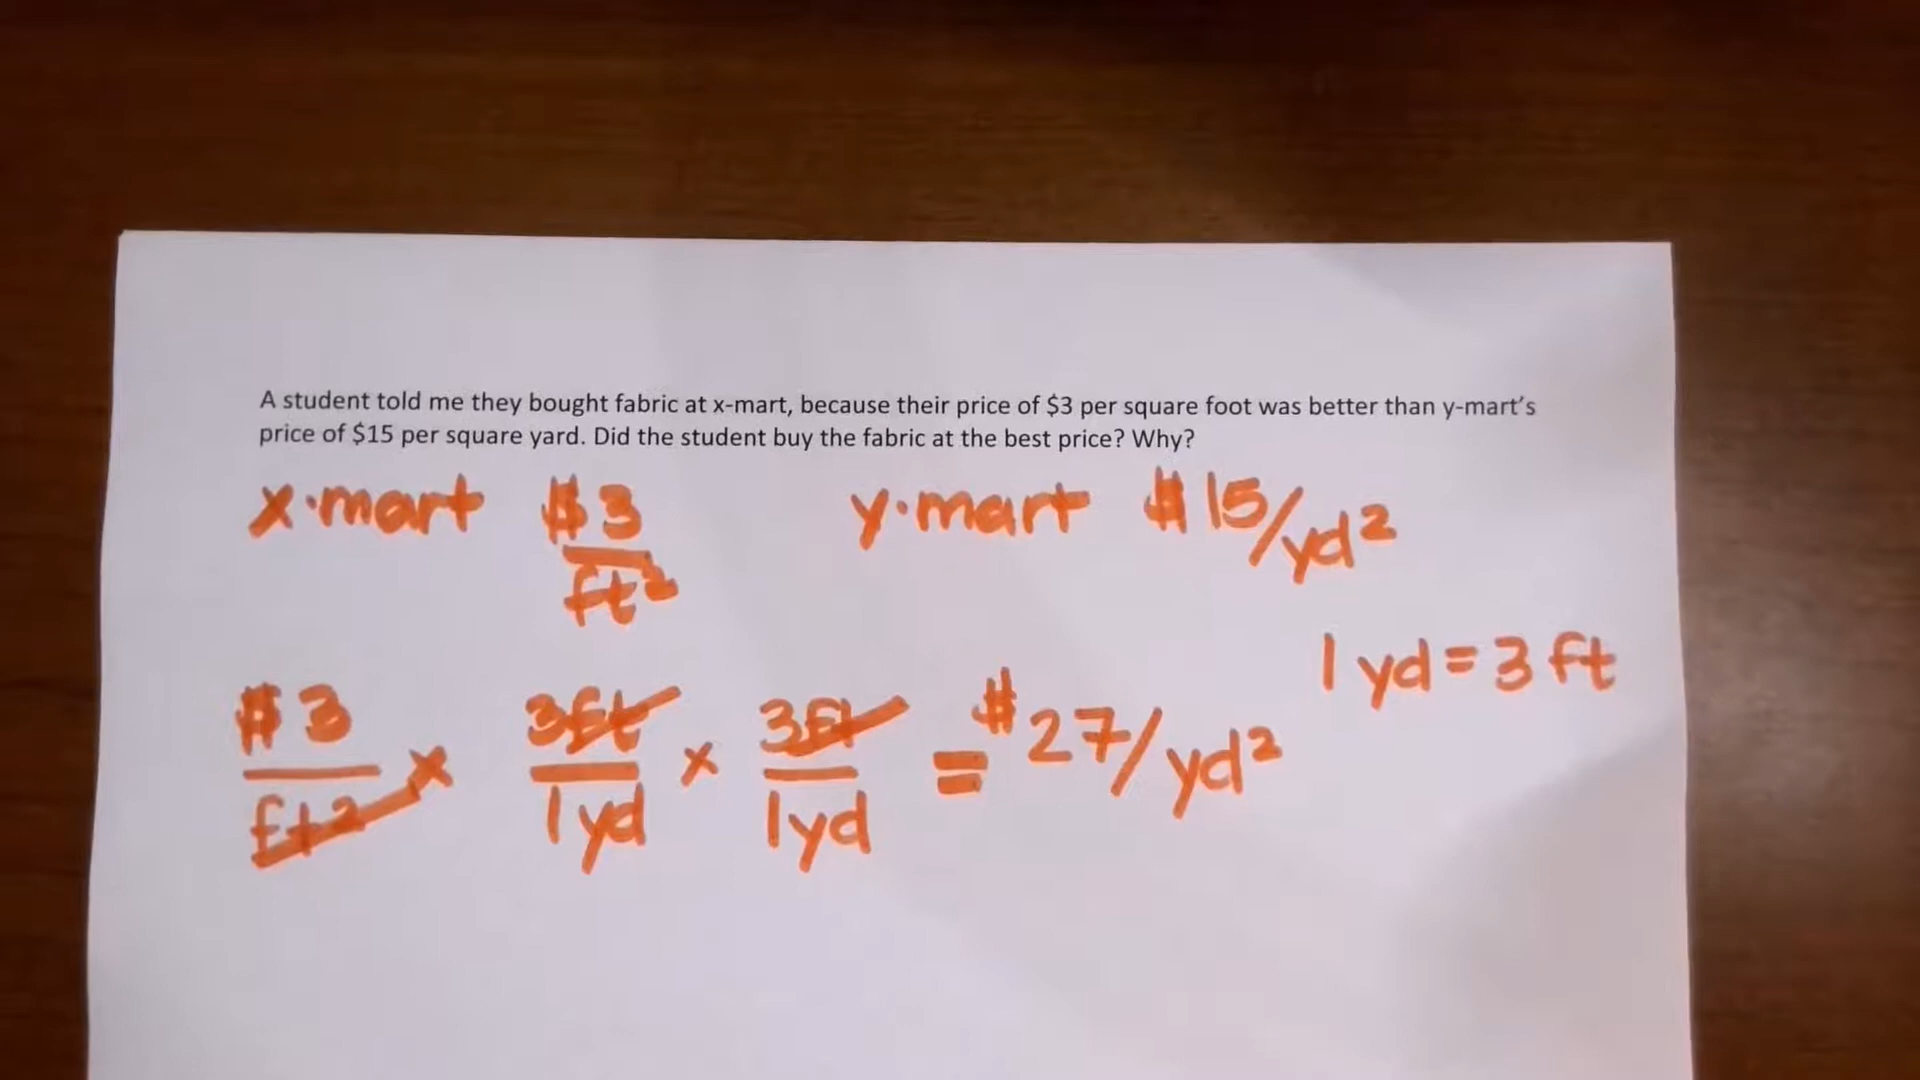 A student told me they bought fabric at x-mart, because their price of $3 per square foot was better than y-mart's
price of $15 per square yard. Did the student buy the fabric at the best price? Why?
x-mart $3/ft² y-mart $15/yd²
1 yd = 3 ft
$3/ft² x 3ft/1yd x 3ft/1yd = $27/yd²